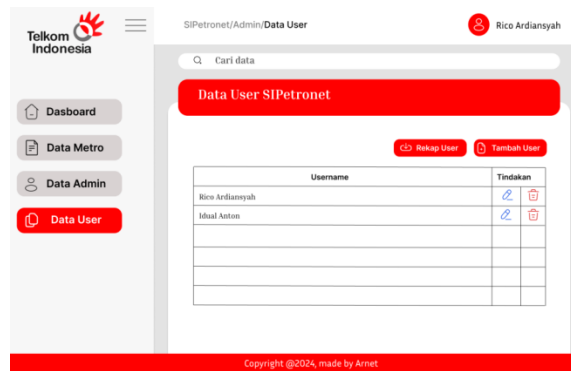 Telkom
Indonesia
SIPetronet/Admin/Data User
Rico Ardiansyah
Cari data
Data User SIPetronet
Dasboard
Data Metro
Data Admin
Data User
Rekap User
Tambah User
Username
Tindakan
Rico Ardiansyah
Idual Anton
Copyright @2024, made by Arnet